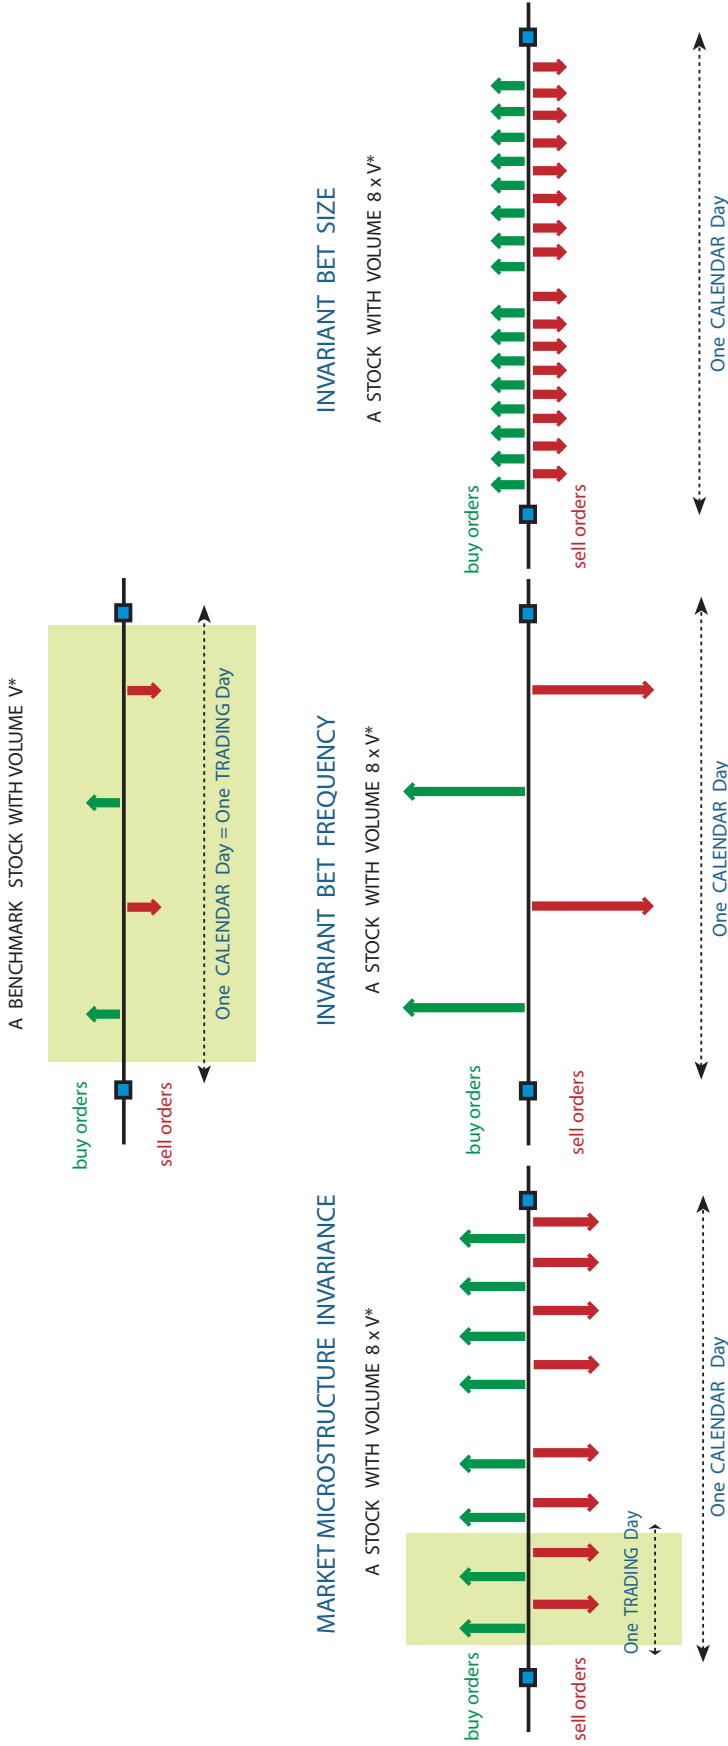 A BENCHMARK STOCK WITH VOLUME V*
buy orders
sell orders
One CALENDAR Day = One TRADING Day
MARKET MICROSTRUCTURE INVARIANCE
A STOCK WITH VOLUME 8 x V*
buy orders
sell orders
One TRADING Day
One CALENDAR Day
INVARIANT BET FREQUENCY
A STOCK WITH VOLUME 8 x V*
buy orders
sell orders
One CALENDAR Day
INVARIANT BET SIZE
A STOCK WITH VOLUME 8 x V*
buy orders
sell orders
One CALENDAR Day